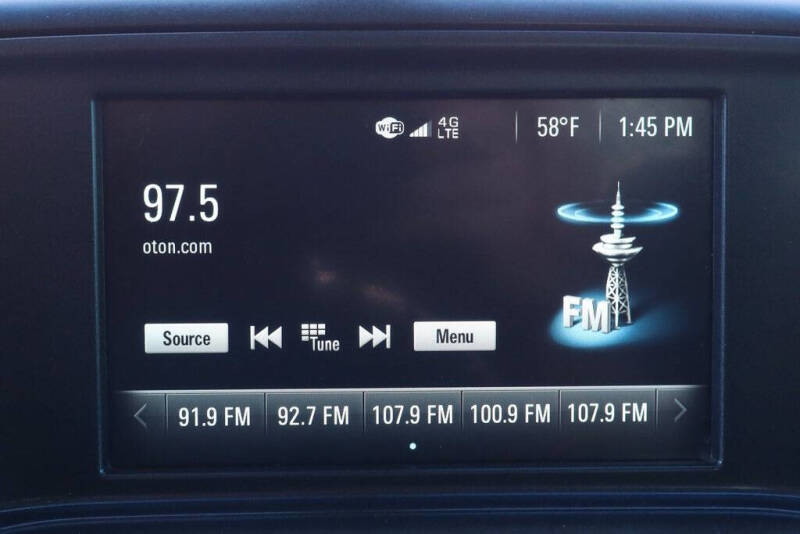 WiFi 4G LTE 58°F 1:45 PM
97.5
oton.com
FM
Source Tune Menu
91.9 FM 92.7 FM 107.9 FM 100.9 FM 107.9 FM